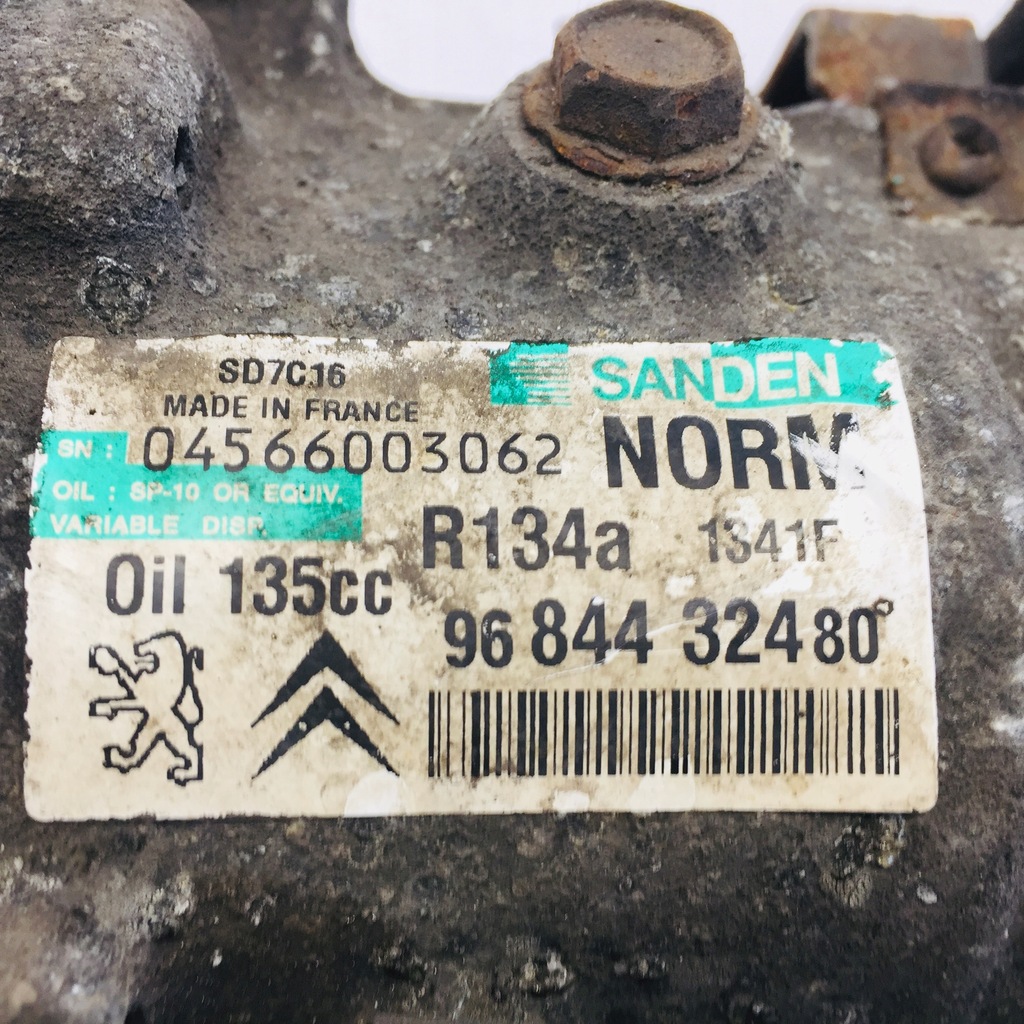 SD7C16
MADE IN FRANCE
SANDEN
SN : 04566003062
NORM
OIL : SP-10 OR EQUIV.
VARIABLE DISP.
R134a 1341F
Oil 135cc
96 844 324 80